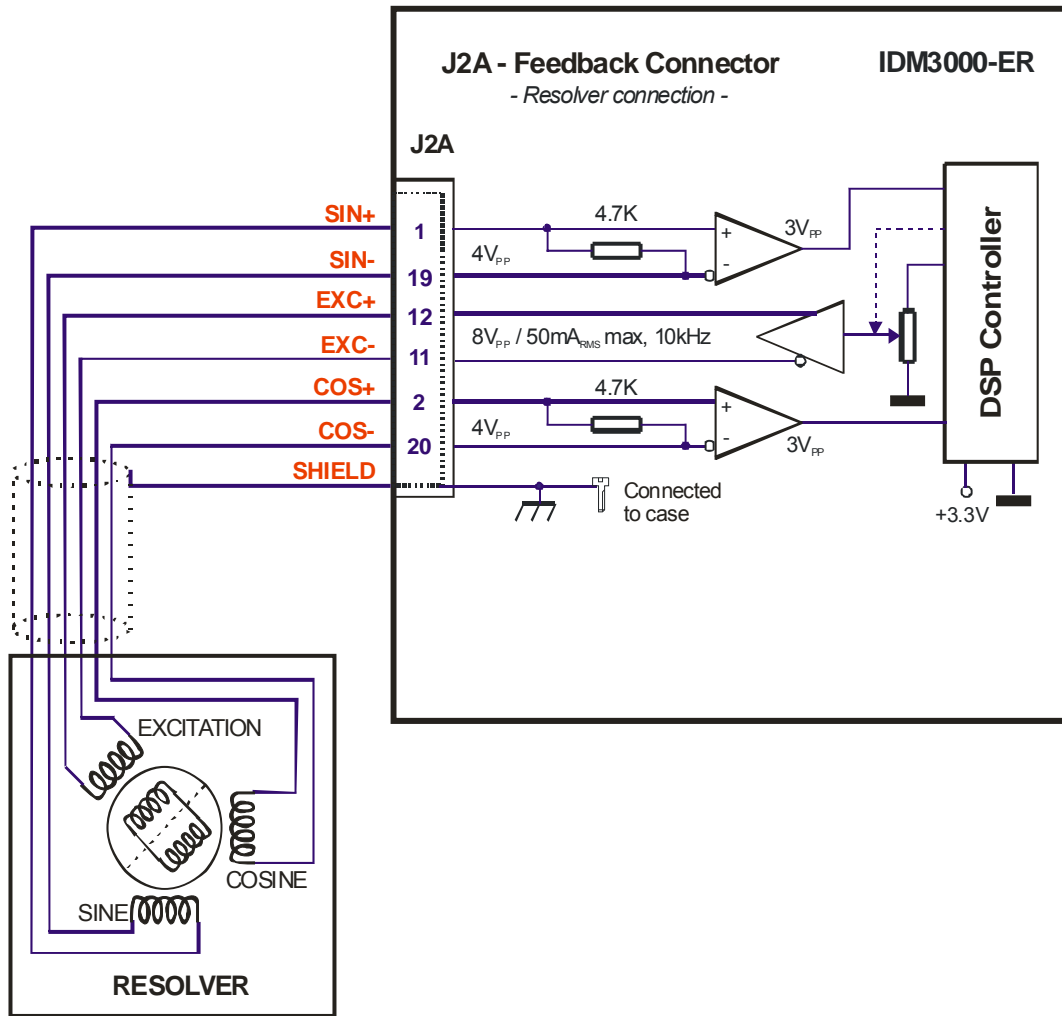 J2A - Feedback Connector
IDM3000-ER
- Resolver connection -
J2A
SIN+
1
4.7K
+
3VPP
SIN-
19
4VPP
-
EXC+
12
EXC-
11
8VPP / 50mARMS max, 10kHz
COS+
2
4.7K
+
COS-
20
4VPP
-
3VPP
DSP Controller
SHIELD
Connected
to case
+3.3V
EXCITATION
COSINE
SINE
RESOLVER